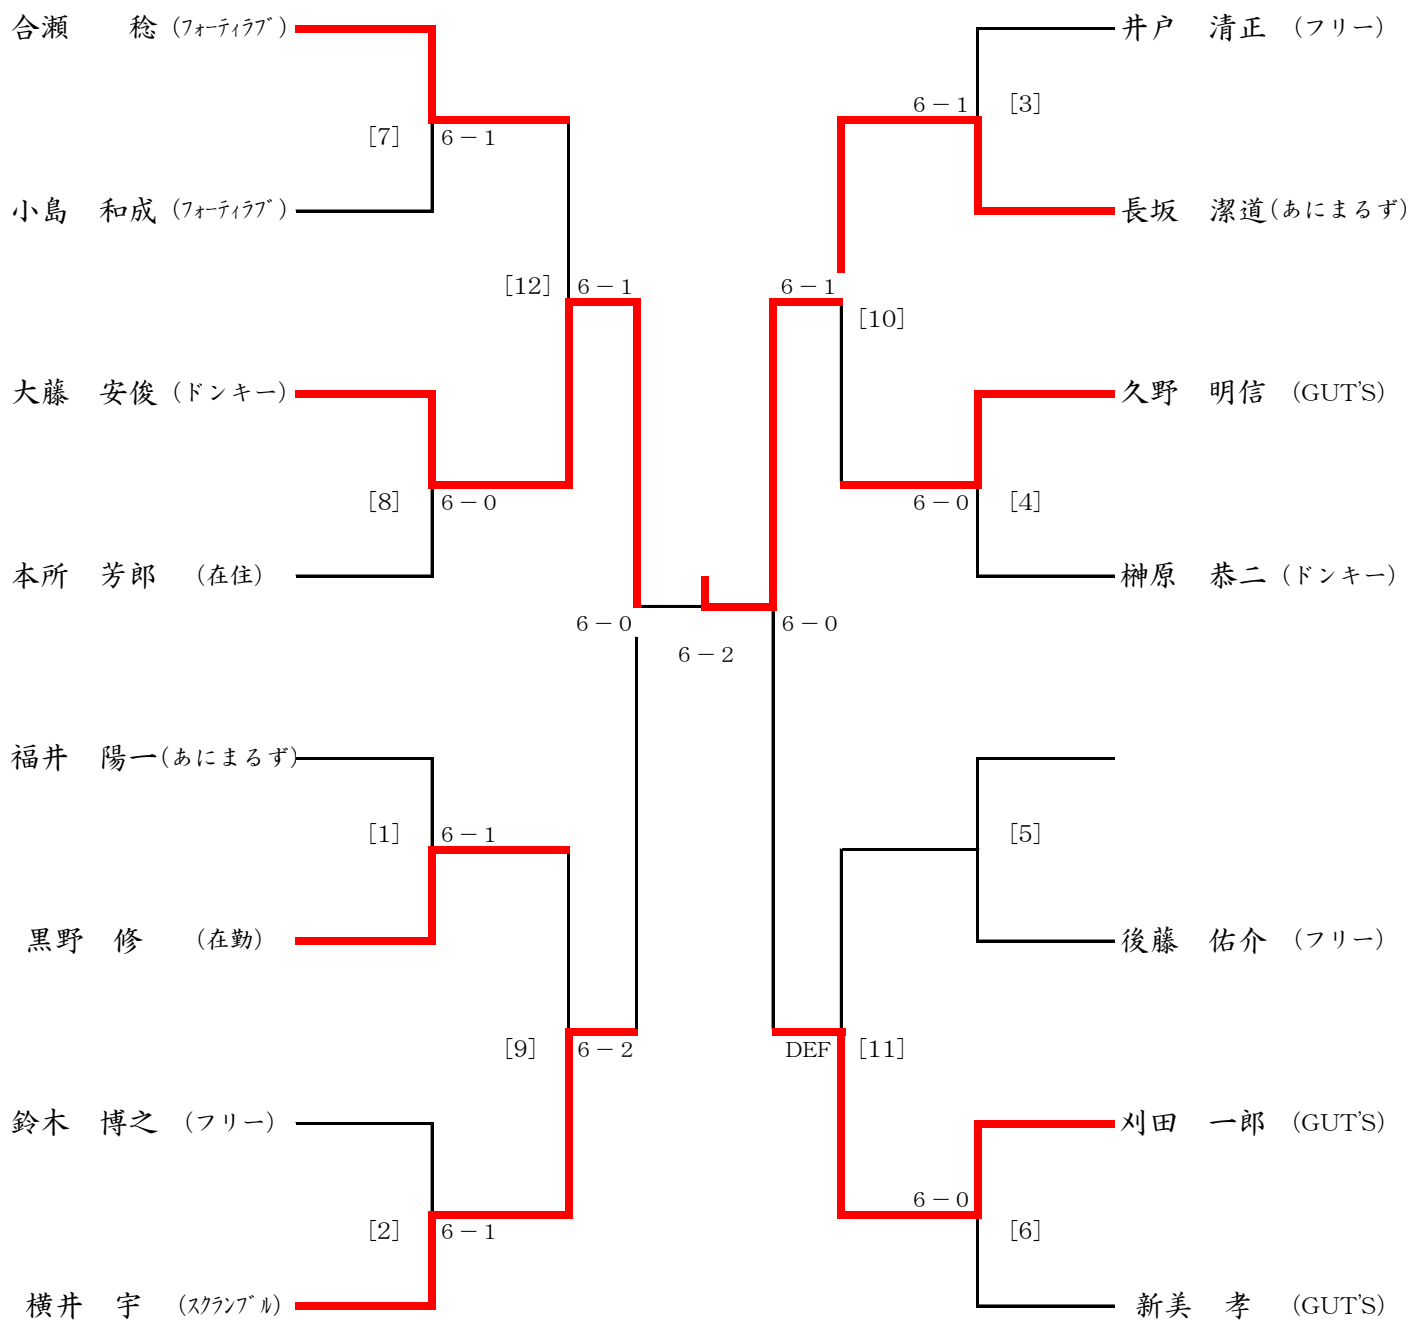 合瀬　　稔（フォーティラブ）
[7]
6－1
小島　和成（フォーティラブ）
[12]
6－1
大藤　安俊（ドンキー）
[8]
6－0
本所　芳郎　（在住）
6－0
6－2
福井　陽一(あにまるず)
[1]
6－1
黒野　修　　（在勤）
[9]
6－2
鈴木　博之　（フリー）
[2]
6－1
横井　宇　（スクランブル）
井戸　清正　（フリー）
6－1
[3]
長坂　潔道(あにまるず)
6－1
[10]
久野　明信　（GUT'S）
6－0
[4]
榊原　恭二（ドンキー）
6－0
[5]
後藤　佑介　（フリー）
DEF
[11]
刈田　一郎　（GUT'S）
6－0
[6]
新美　孝　（GUT'S）